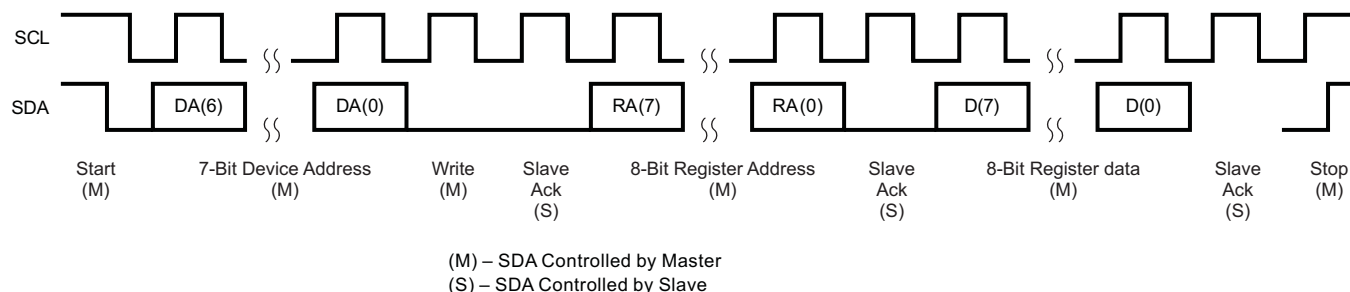 SCL
SDA
DA(6)
DA(0)
RA(7)
RA(0)
D(7)
D(0)
Start
(M)
7-Bit Device Address
(M)
Write
(M)
Slave
Ack
(S)
8-Bit Register Address
(M)
Slave
Ack
(S)
8-Bit Register data
(M)
Slave
Ack
(S)
Stop
(M)
(M) – SDA Controlled by Master
(S) – SDA Controlled by Slave